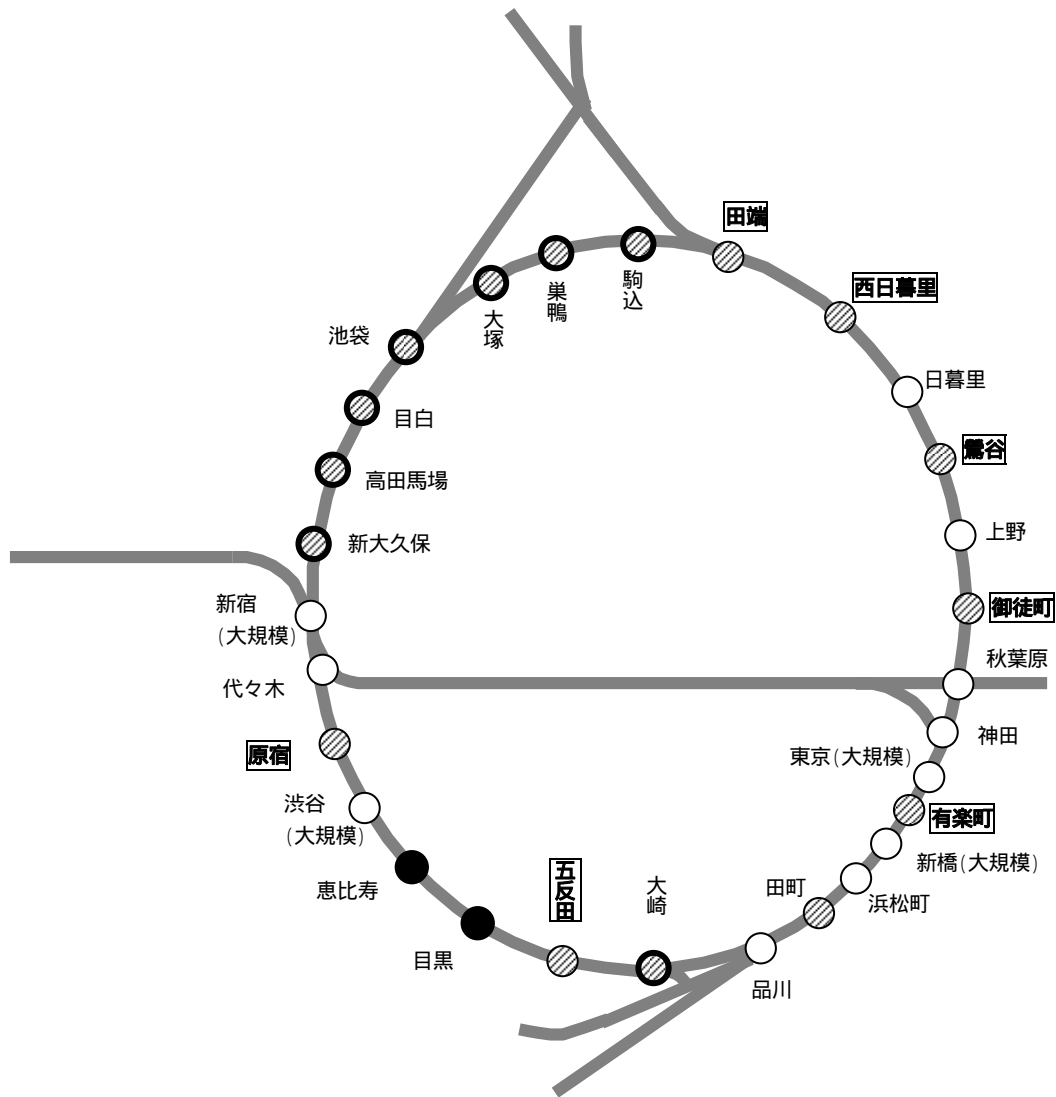 田端
西日暮里
日暮里
鶯谷
上野
御徒町
秋葉原
神田
東京(大規模)
有楽町
新橋(大規模)
浜松町
田町
品川
大崎
五反田
目黒
恵比寿
渋谷
(大規模)
原宿
代々木
新宿
(大規模)
新大久保
高田馬場
目白
池袋
大塚
巣鴨
駒込